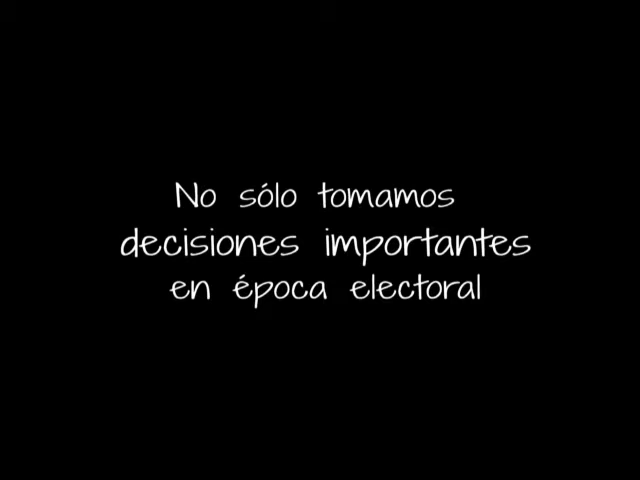 No sólo tomamos
decisiones importantes
en época electoral